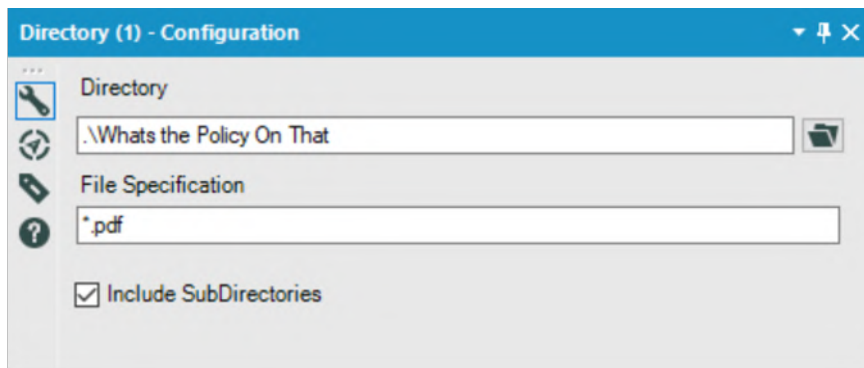 Directory (1) - Configuration
Directory
.\Whats the Policy On That
File Specification
*.pdf
Include SubDirectories